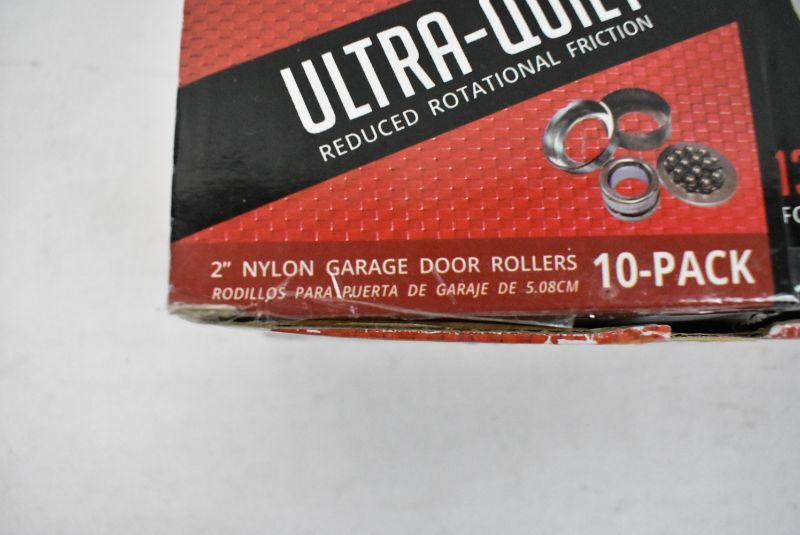 ULTRA-QUIET
REDUCED ROTATIONAL FRICTION
13
2" NYLON GARAGE DOOR ROLLERS 10-PACK
RODILLOS PARA PUERTA DE GARAJE DE 5.08CM